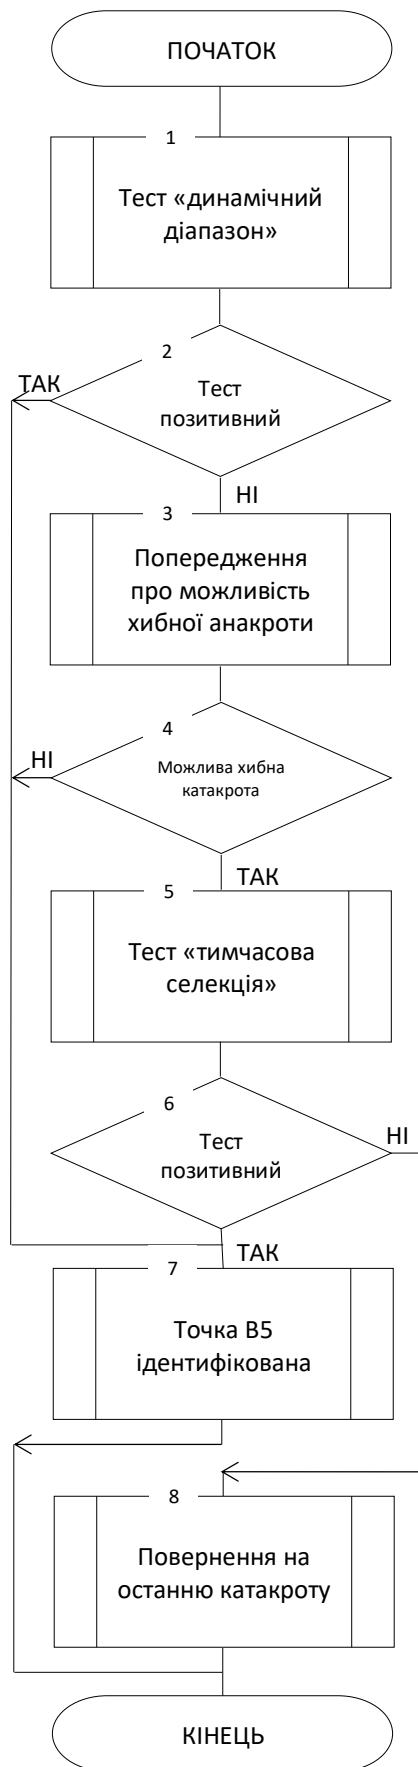 ПОЧАТОК
1
Тест «динамічний
діапазон»
2
ТАК
Тест
позитивний
НІ
3
Попередження
про можливість
хибної анакроти
4
НІ
Можлива хибна
катакрота
ТАК
5
Тест «тимчасова
селекція»
6
НІ
Тест
позитивний
ТАК
7
Точка В5
ідентифікована
8
Повернення на
останню катакроту
КІНЕЦЬ